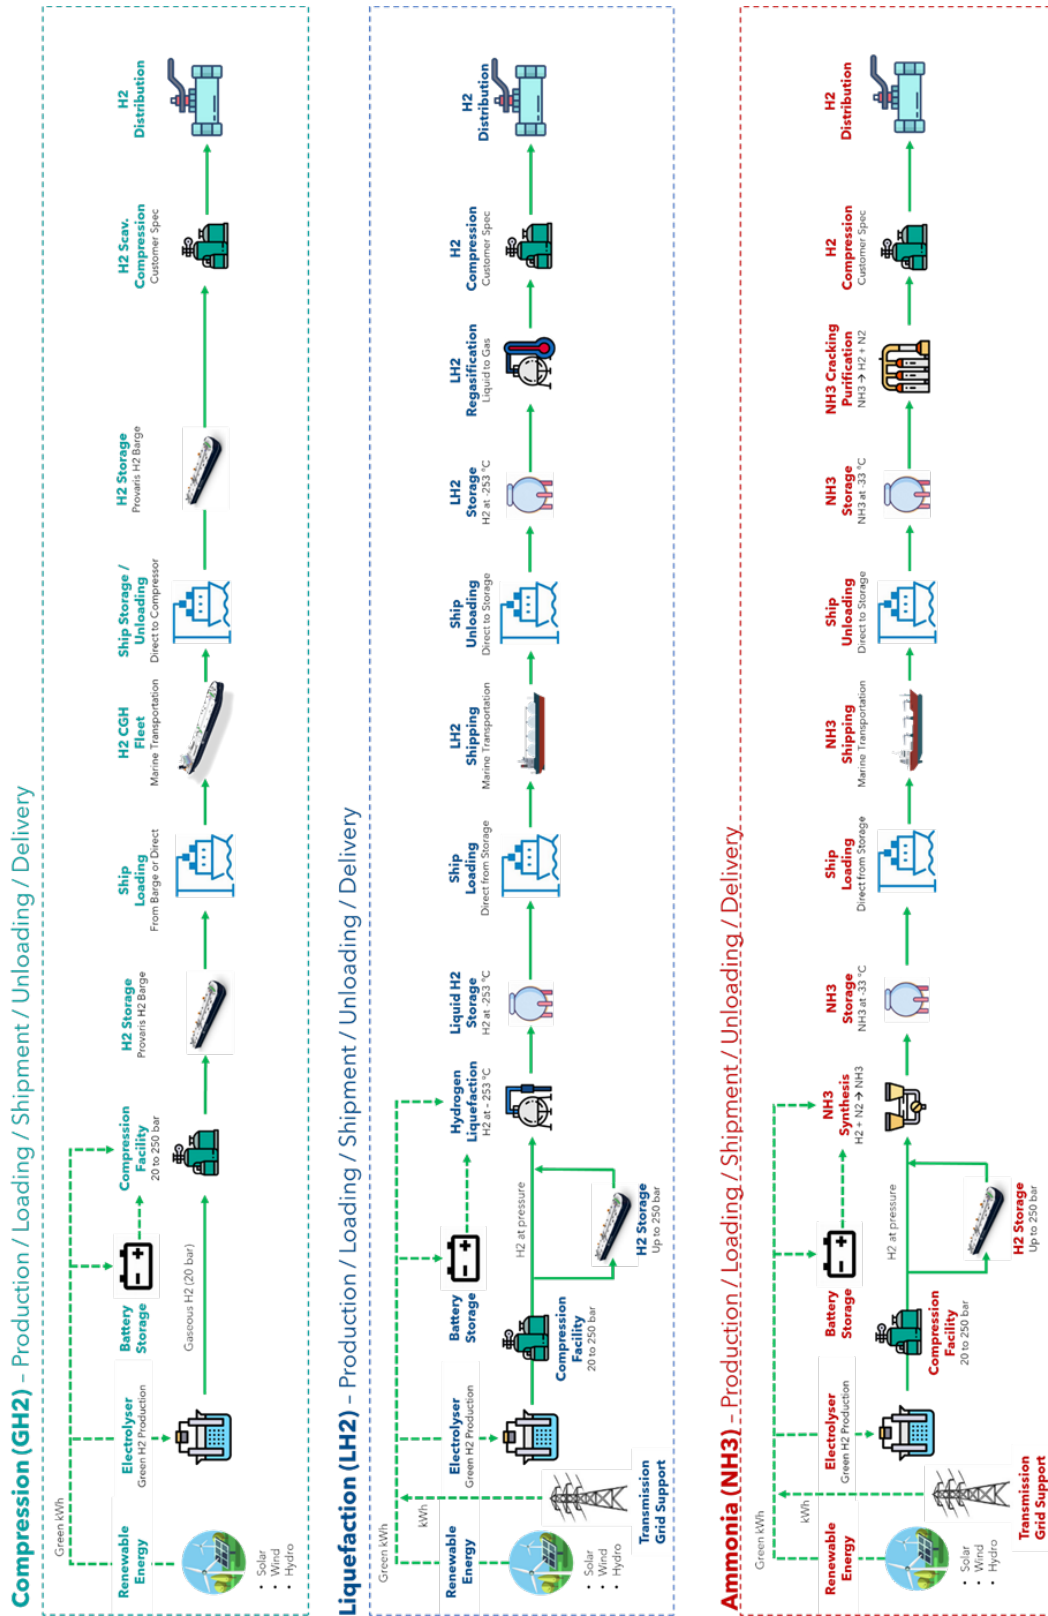 Compression (GH2) – Production / Loading / Shipment / Unloading / Delivery
Green kWh
Renewable
Energy
• Solar
• Wind
• Hydro
Electrolyser
Green H2 Production
Battery
Storage
Gaseous H2 (20 bar)
Compression
Facility
20 to 250 bar
H2 Storage
Provaris H2 Barge
Ship
Loading
From Barge or Direct
H2 CGH
Fleet
Marine Transportation
Ship Storage /
Unloading
Direct to Compressor
H2 Storage
Provaris H2 Barge
H2 Scav.
Compression
Customer Spec
H2
Distribution
Liquefaction (LH2) – Production / Loading / Shipment / Unloading / Delivery
Green kWh
kWh
Renewable
Energy
• Solar
• Wind
• Hydro
Transmission
Grid Support
Electrolyser
Green H2 Production
Compression
Facility
20 to 250 bar
Battery
Storage
H2 at pressure
H2 Storage
Up to 250 bar
Hydrogen
Liquefaction
H2 at - 253 °C
Liquid H2
Storage
H2 at -253 °C
Ship
Loading
Direct from Storage
LH2
Shipping
Marine Transportation
Ship
Unloading
Direct to Storage
LH2
Storage
H2 at -253 °C
LH2
Regasification
Liquid to Gas
H2
Compression
Customer Spec
H2
Distribution
Ammonia (NH3) – Production / Loading / Shipment / Unloading / Delivery
Green kWh
kWh
Renewable
Energy
• Solar
• Wind
• Hydro
Transmission
Grid Support
Electrolyser
Green H2 Production
Compression
Facility
20 to 250 bar
Battery
Storage
H2 at pressure
H2 Storage
Up to 250 bar
NH3
Synthesis
H2 + N2 → NH3
NH3
Storage
NH3 at -33 °C
Ship
Loading
Direct from Storage
NH3
Shipping
Marine Transportation
Ship
Unloading
Direct to Storage
NH3
Storage
NH3 at -33 °C
NH3 Cracking
Purification
NH3 → H2 + N2
H2
Compression
Customer Spec
H2
Distribution